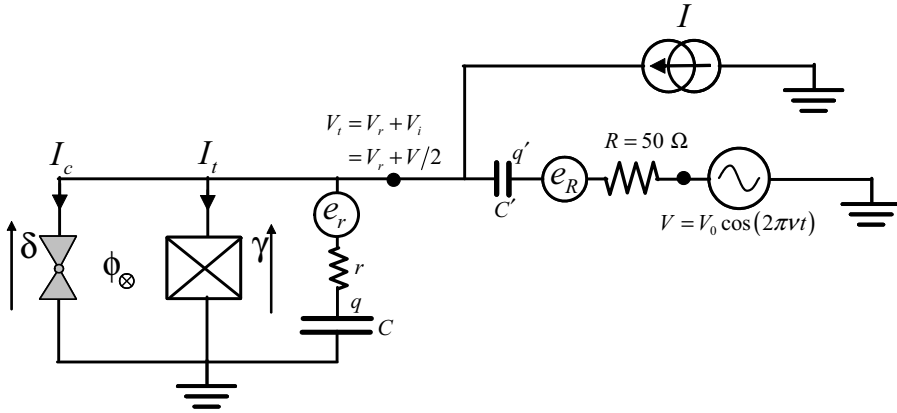 I
V_t = V_r + V_i
= V_r + V/2
q′
R = 50 Ω
I_c
I_t
e_R
C′
V = V_0 cos(2πνt)
e_r
δ
ϕ
γ
r
q
C